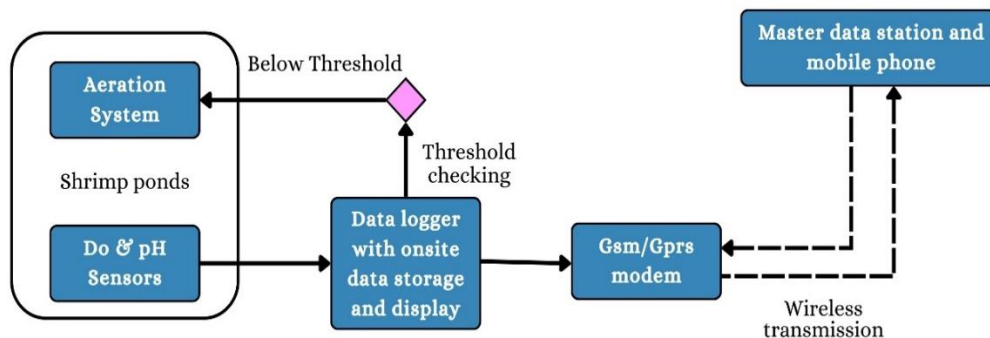 Below Threshold
Aeration
System
Master data station and
mobile phone
Shrimp ponds
Threshold
checking
Do & pH
Sensors
Data logger
with onsite
data storage
and display
Gsm/Gprs
modem
Wireless
transmission